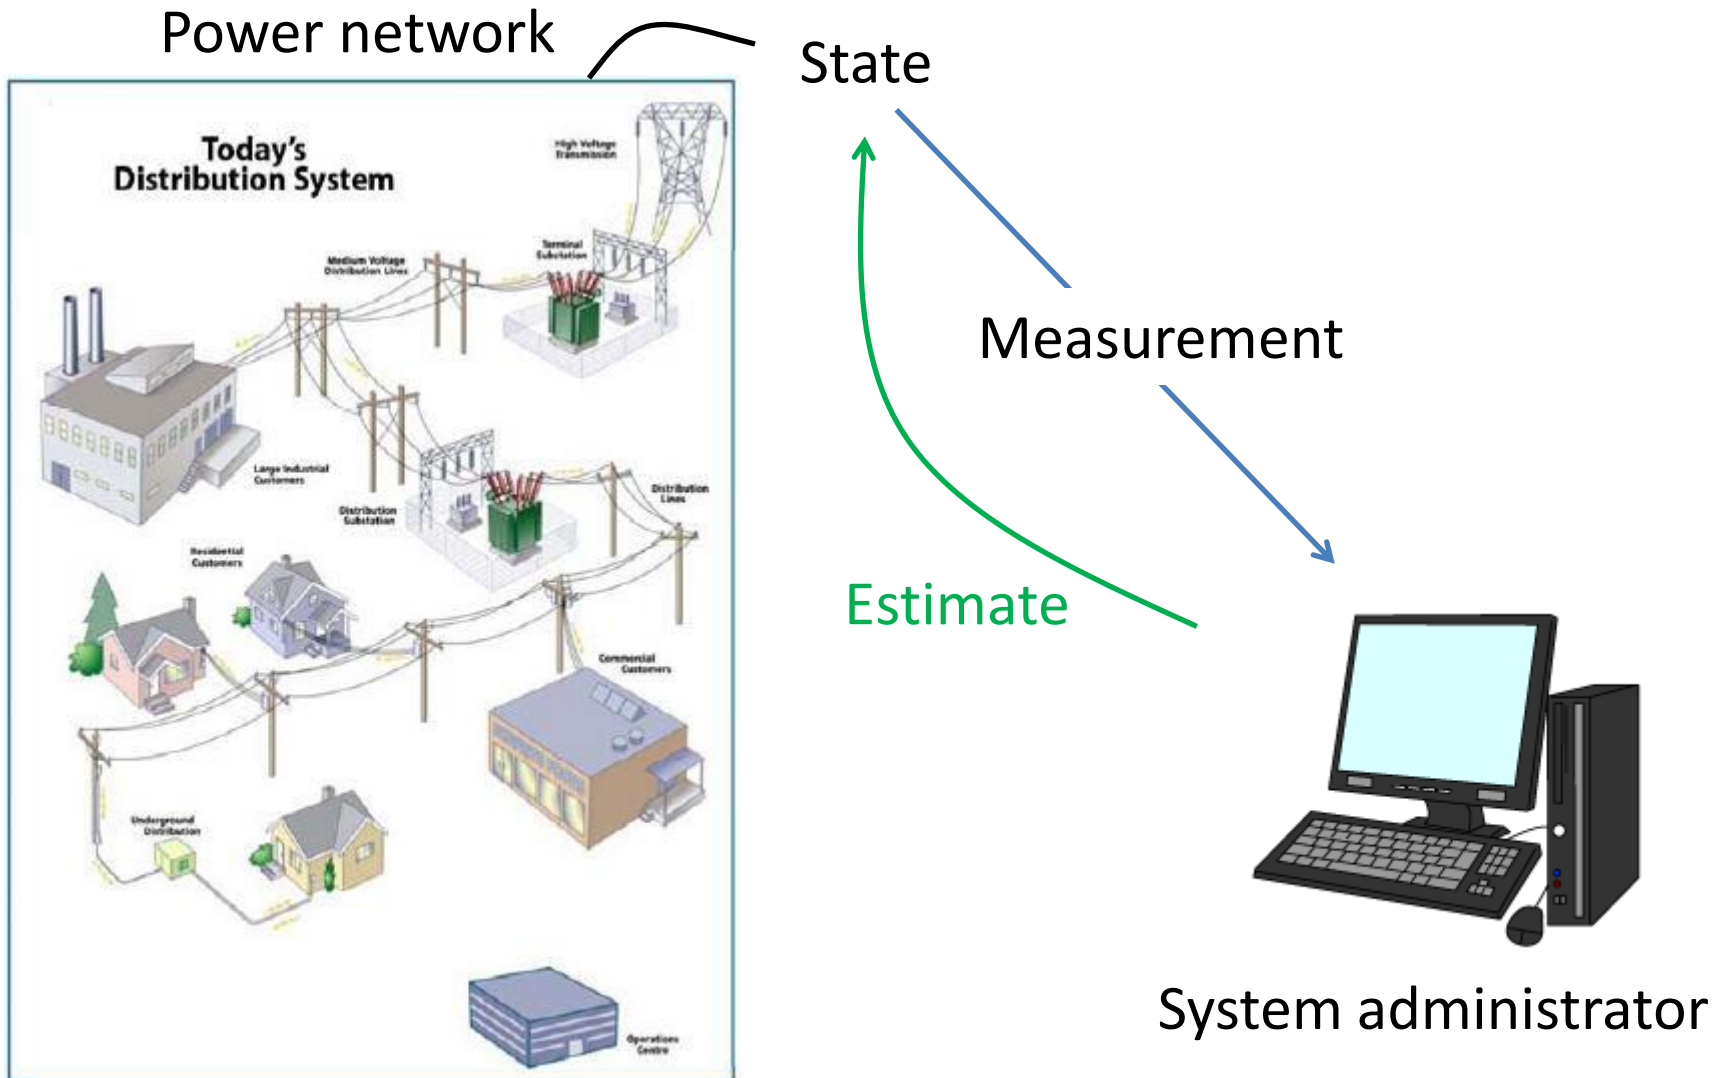 Power network
State
Today's
Distribution System
High Voltage
Transmission
Terminal
Substation
Medium Voltage
Distribution Lines
Measurement
Large Industrial
Customers
Distribution
Substation
Distribution
Lines
Residential
Customers
Estimate
Commercial
Customers
Underground
Distribution
System administrator
Operations
Centre